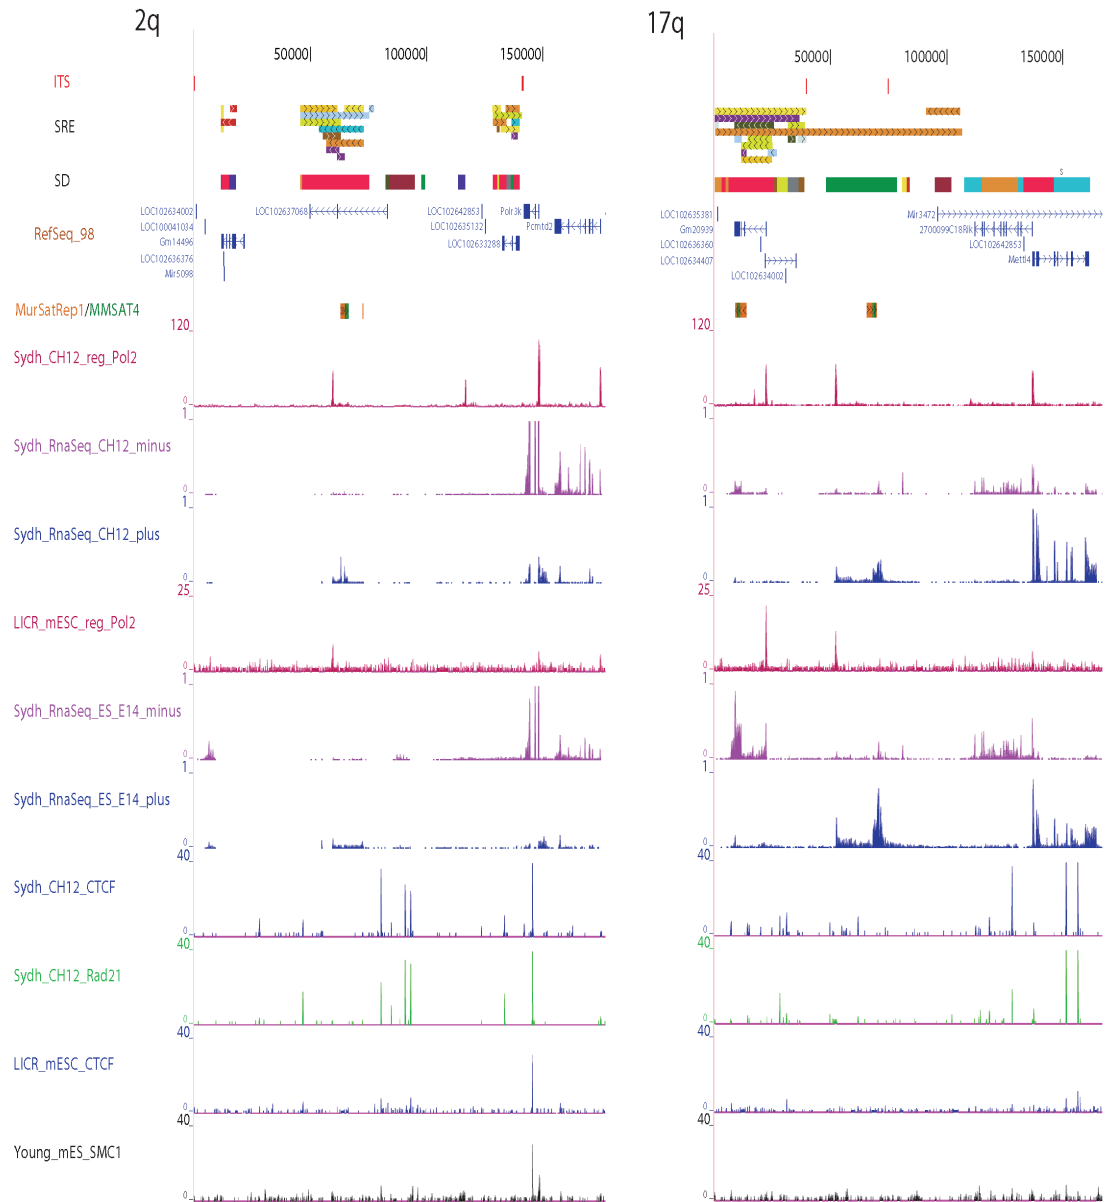 2q 17q
50000| 100000| 150000| 50000| 100000| 150000|
ITS
SRE
SD
S
RefSeq_98
LOC102634002 LOC102637068 LOC102642853 Polr3k
LOC100041034 LOC102635132 Pcmtd2
Gm14496 LOC102633288
LOC102636376
Mir5098
LOC102635381 Mir3472
Gm20939 2700099C18Rik
LOC102636360 LOC102642853
LOC102634407 Mettl4
LOC102634002
MurSatRep1/MMSAT4
120 120
Sydh_CH12_reg_Pol2
0 0
1 1
Sydh_RnaSeq_CH12_minus
0 0
1 1
Sydh_RnaSeq_CH12_plus
0 0
25 25
LICR_mESC_reg_Pol2
0 0
1 1
Sydh_RnaSeq_ES_E14_minus
0 0
1 1
Sydh_RnaSeq_ES_E14_plus
0 0
40 40
Sydh_CH12_CTCF
0 0
40 40
Sydh_CH12_Rad21
0 0
40 40
LICR_mESC_CTCF
0 0
40 40
Young_mES_SMC1
0 0